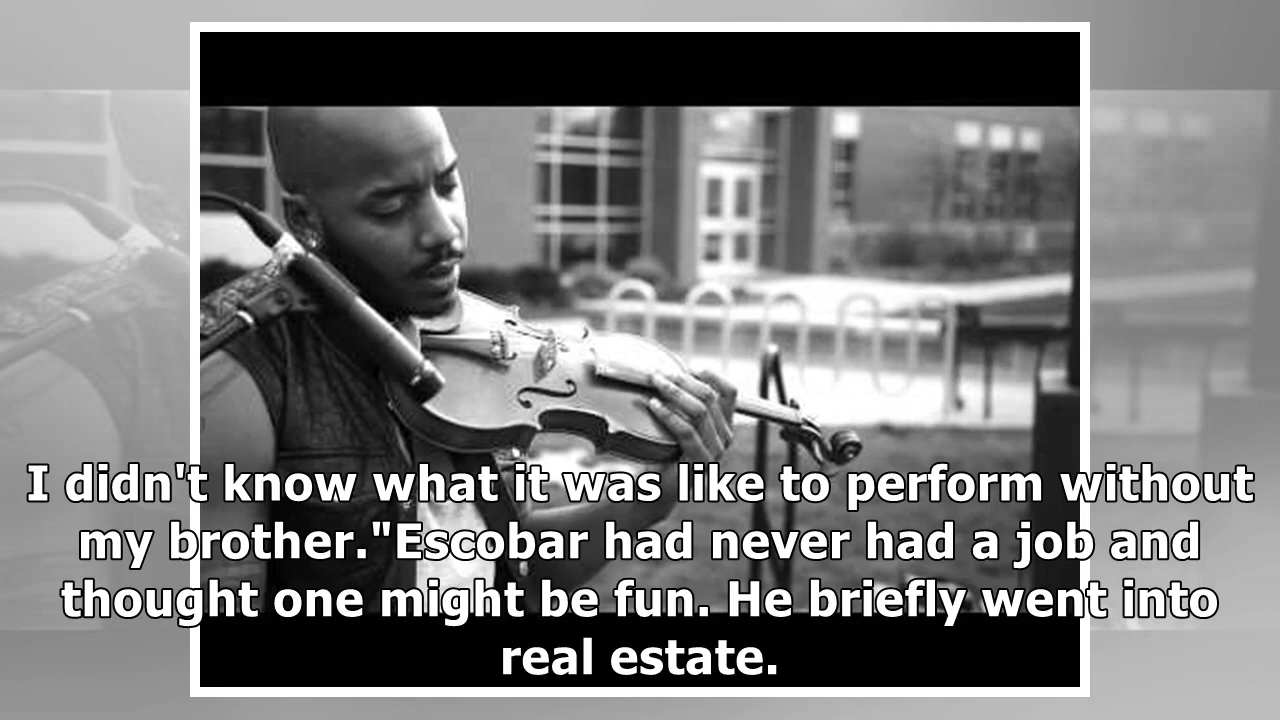 I didn't know what it was like to perform without
my brother."Escobar had never had a job and
thought one might be fun. He briefly went into
real estate.